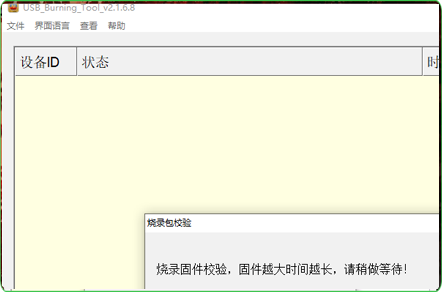 USB_Burning_Tool_v2.1.6.8
文件 界面语言 查看 帮助
设备ID 状态 时
烧录包校验
烧录固件校验，固件越大时间越长，请稍做等待！